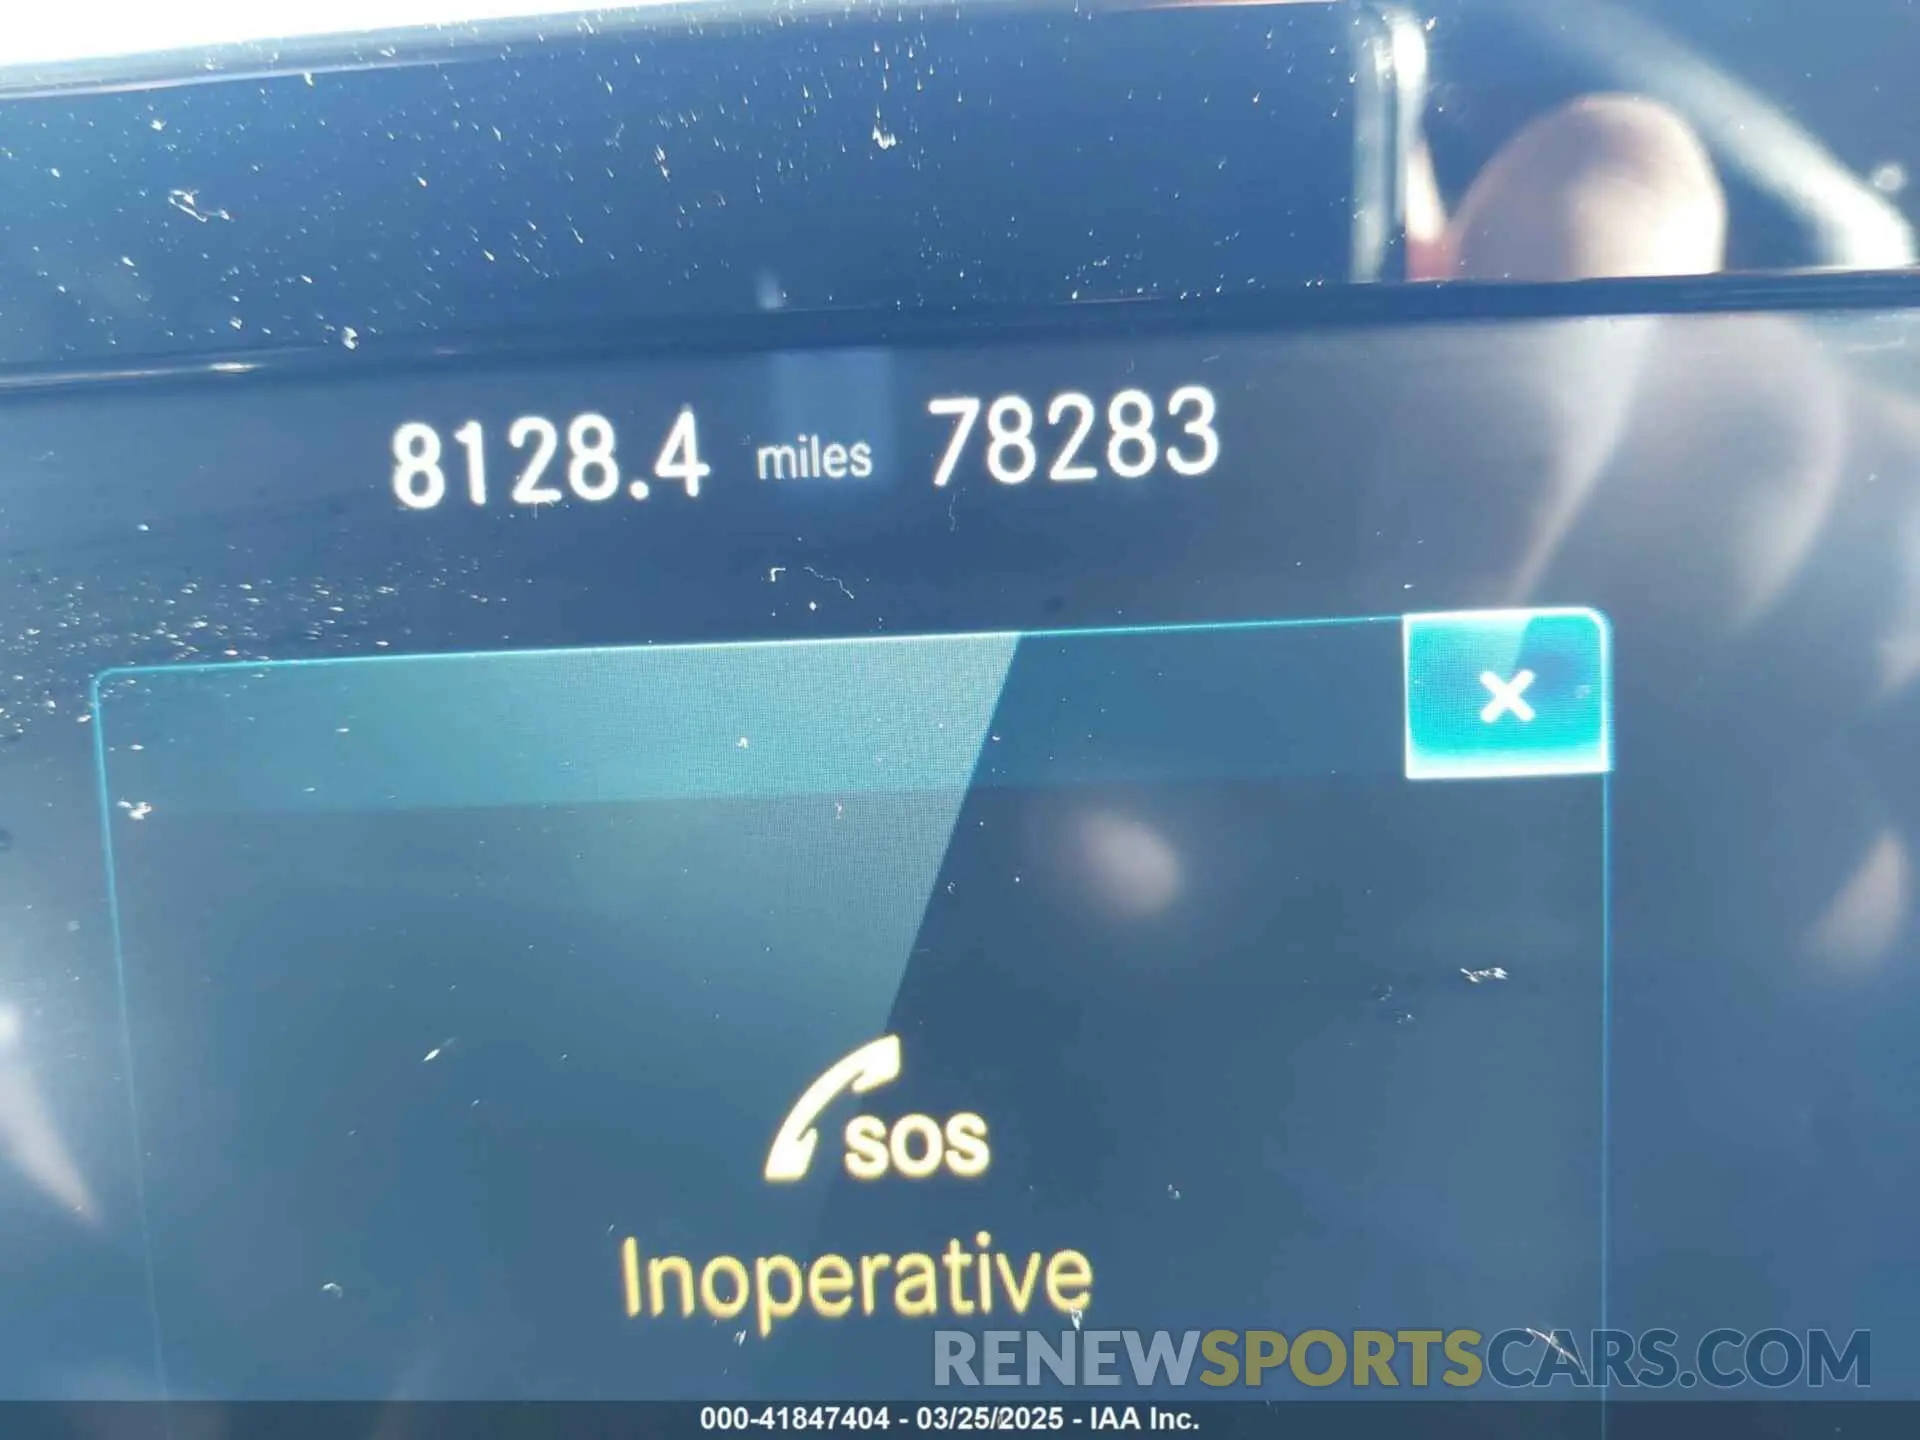 8128.4 miles 78283
SOS
Inoperative
RENEWSPORTSCARS.COM
000-41847404 - 03/25/2025 - IAA Inc.